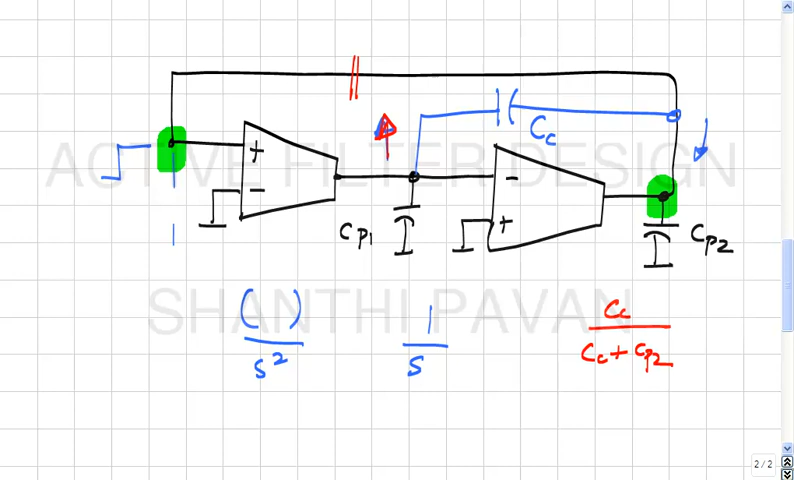 Cc
ACTIVE FILTER DESIGN
+
-
-
+
Cp1
Cp2
SHANTHI PAVAN
( )
s²
1
s
Cc
Cc + Cp2
2 / 2